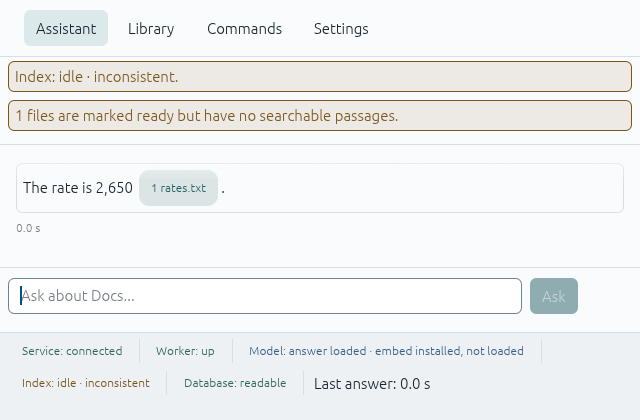 Assistant Library Commands Settings
Index: idle · inconsistent.
1 files are marked ready but have no searchable passages.
The rate is 2,650 1 rates.txt .
0.0 s
Ask about Docs... Ask
Service: connected Worker: up Model: answer loaded · embed installed, not loaded
Index: idle · inconsistent Database: readable Last answer: 0.0 s